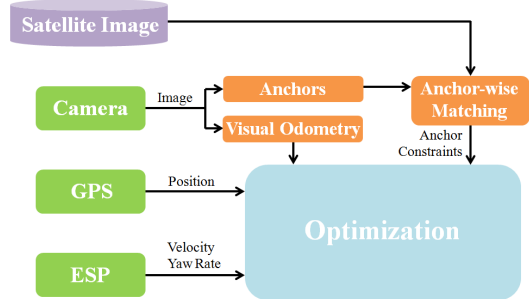 Satellite Image
Camera
Image
Anchors
Anchor-wise
Matching
Visual Odometry
Anchor
Constraints
GPS
Position
Optimization
ESP
Velocity
Yaw Rate